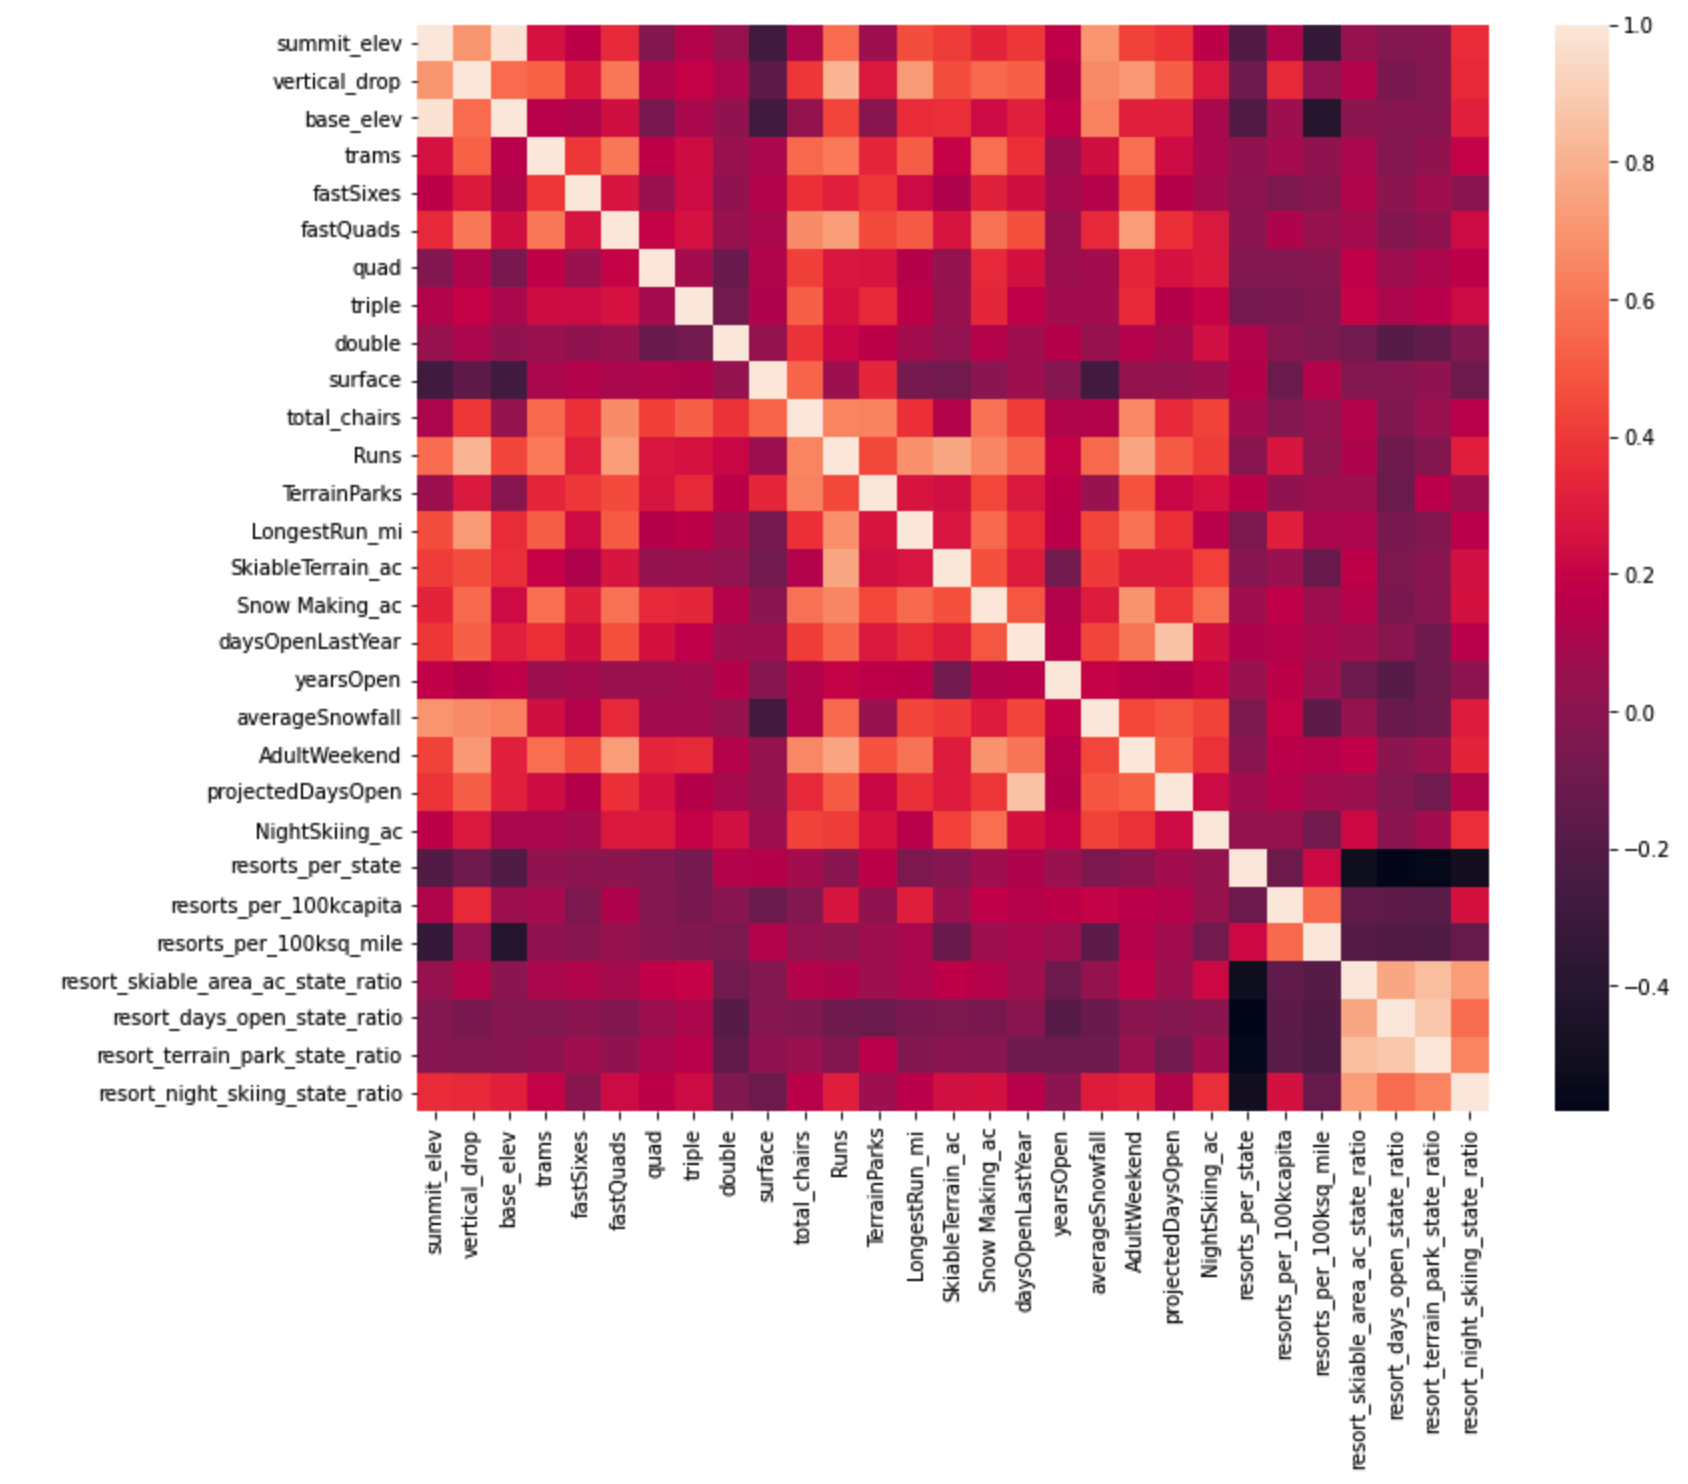 summit_elev
vertical_drop
base_elev
trams
fastSixes
fastQuads
quad
triple
double
surface
total_chairs
Runs
TerrainParks
LongestRun_mi
SkiableTerrain_ac
Snow Making_ac
daysOpenLastYear
yearsOpen
averageSnowfall
AdultWeekend
projectedDaysOpen
NightSkiing_ac
resorts_per_state
resorts_per_100kcapita
resorts_per_100ksq_mile
resort_skiable_area_ac_state_ratio
resort_days_open_state_ratio
resort_terrain_park_state_ratio
resort_night_skiing_state_ratio
summit_elev
vertical_drop
base_elev
trams
fastSixes
fastQuads
quad
triple
double
surface
total_chairs
Runs
TerrainParks
LongestRun_mi
SkiableTerrain_ac
Snow Making_ac
daysOpenLastYear
yearsOpen
averageSnowfall
AdultWeekend
projectedDaysOpen
NightSkiing_ac
resorts_per_state
resorts_per_100kcapita
resorts_per_100ksq_mile
resort_skiable_area_ac_state_ratio
resort_days_open_state_ratio
resort_terrain_park_state_ratio
resort_night_skiing_state_ratio
1.0
0.8
0.6
0.4
0.2
0.0
−0.2
−0.4